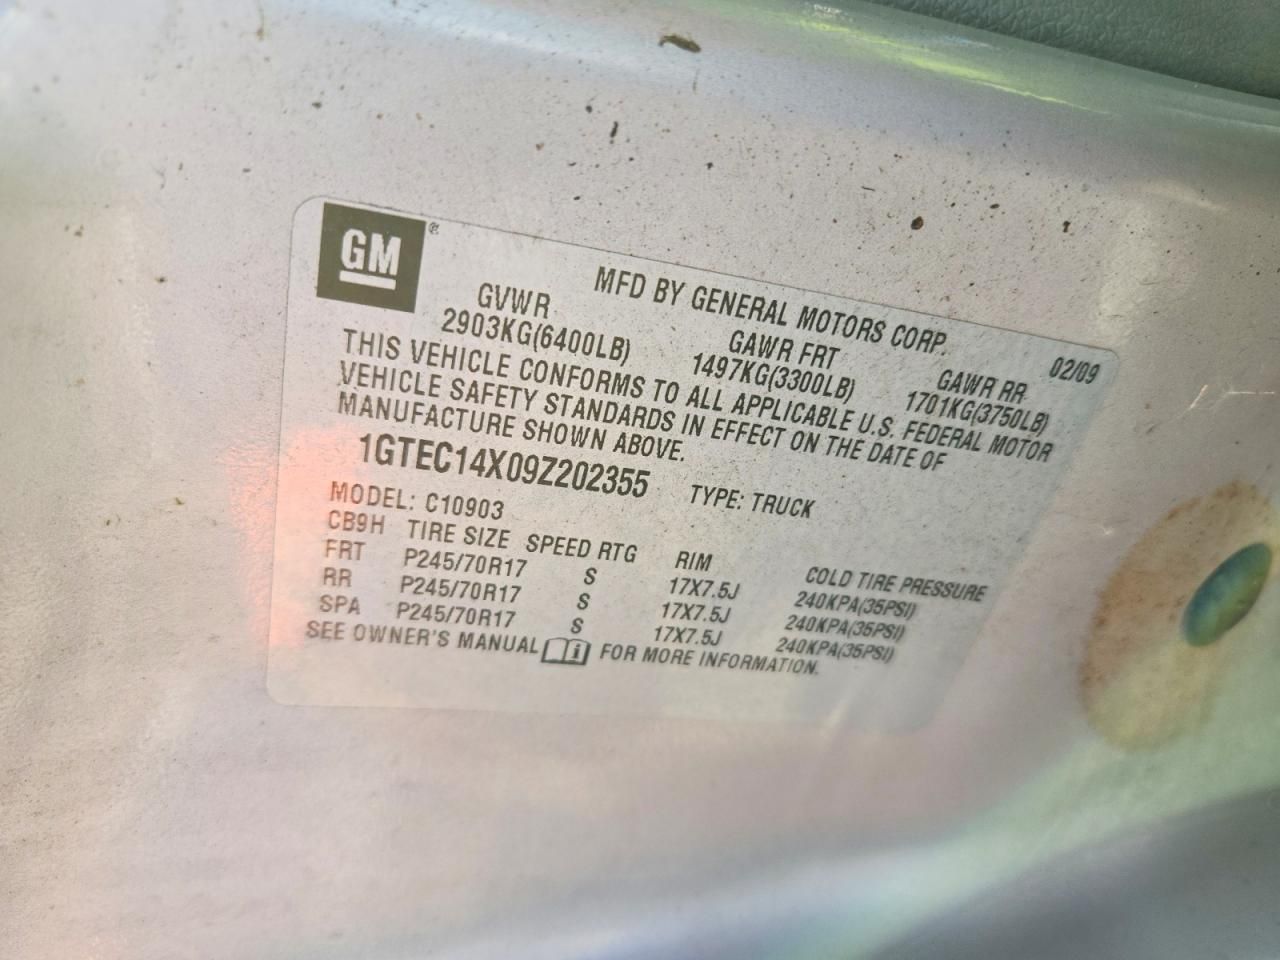 GM®
MFD BY GENERAL MOTORS CORP. 02/09
GVWR GAWR FRT GAWR RR
2903KG(6400LB) 1497KG(3300LB) 1701KG(3750LB)
THIS VEHICLE CONFORMS TO ALL APPLICABLE U.S. FEDERAL MOTOR
VEHICLE SAFETY STANDARDS IN EFFECT ON THE DATE OF
MANUFACTURE SHOWN ABOVE.
1GTEC14X09Z202355 TYPE: TRUCK
MODEL: C10903
CB9H TIRE SIZE SPEED RTG RIM COLD TIRE PRESSURE
FRT P245/70R17 S 17X7.5J 240KPA(35PSI)
RR P245/70R17 S 17X7.5J 240KPA(35PSI)
SPA P245/70R17 S 17X7.5J 240KPA(35PSI)
SEE OWNER'S MANUAL i FOR MORE INFORMATION.